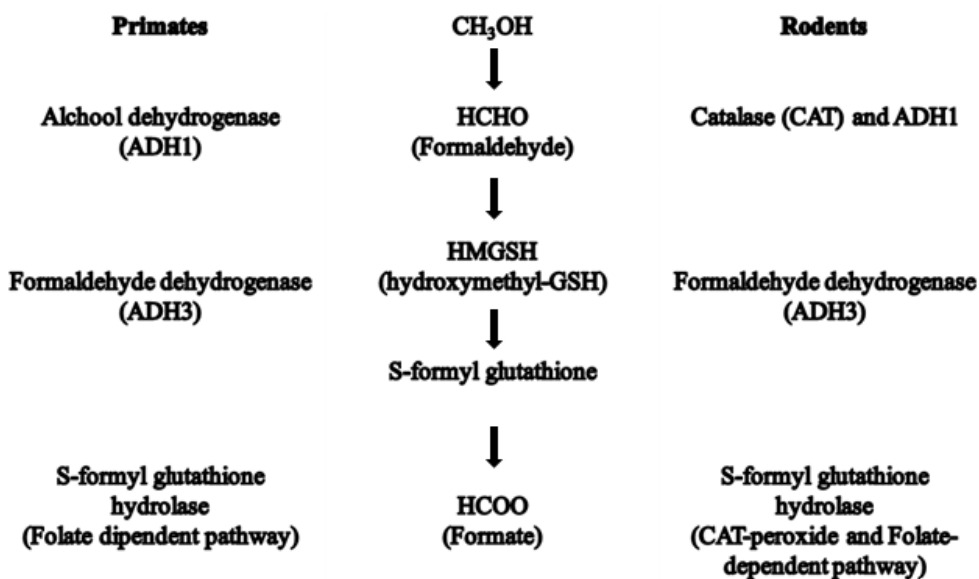 Primates
CH₃OH
Rodents
Alchool dehydrogenase
(ADH1)
HCHO
(Formaldehyde)
Catalase (CAT) and ADH1
Formaldehyde dehydrogenase
(ADH3)
HMGSH
(hydroxymethyl-GSH)
Formaldehyde dehydrogenase
(ADH3)
S-formyl glutathione
S-formyl glutathione
hydrolase
(Folate dipendent pathway)
HCOO
(Formate)
S-formyl glutathione
hydrolase
(CAT-peroxide and Folate-
dependent pathway)